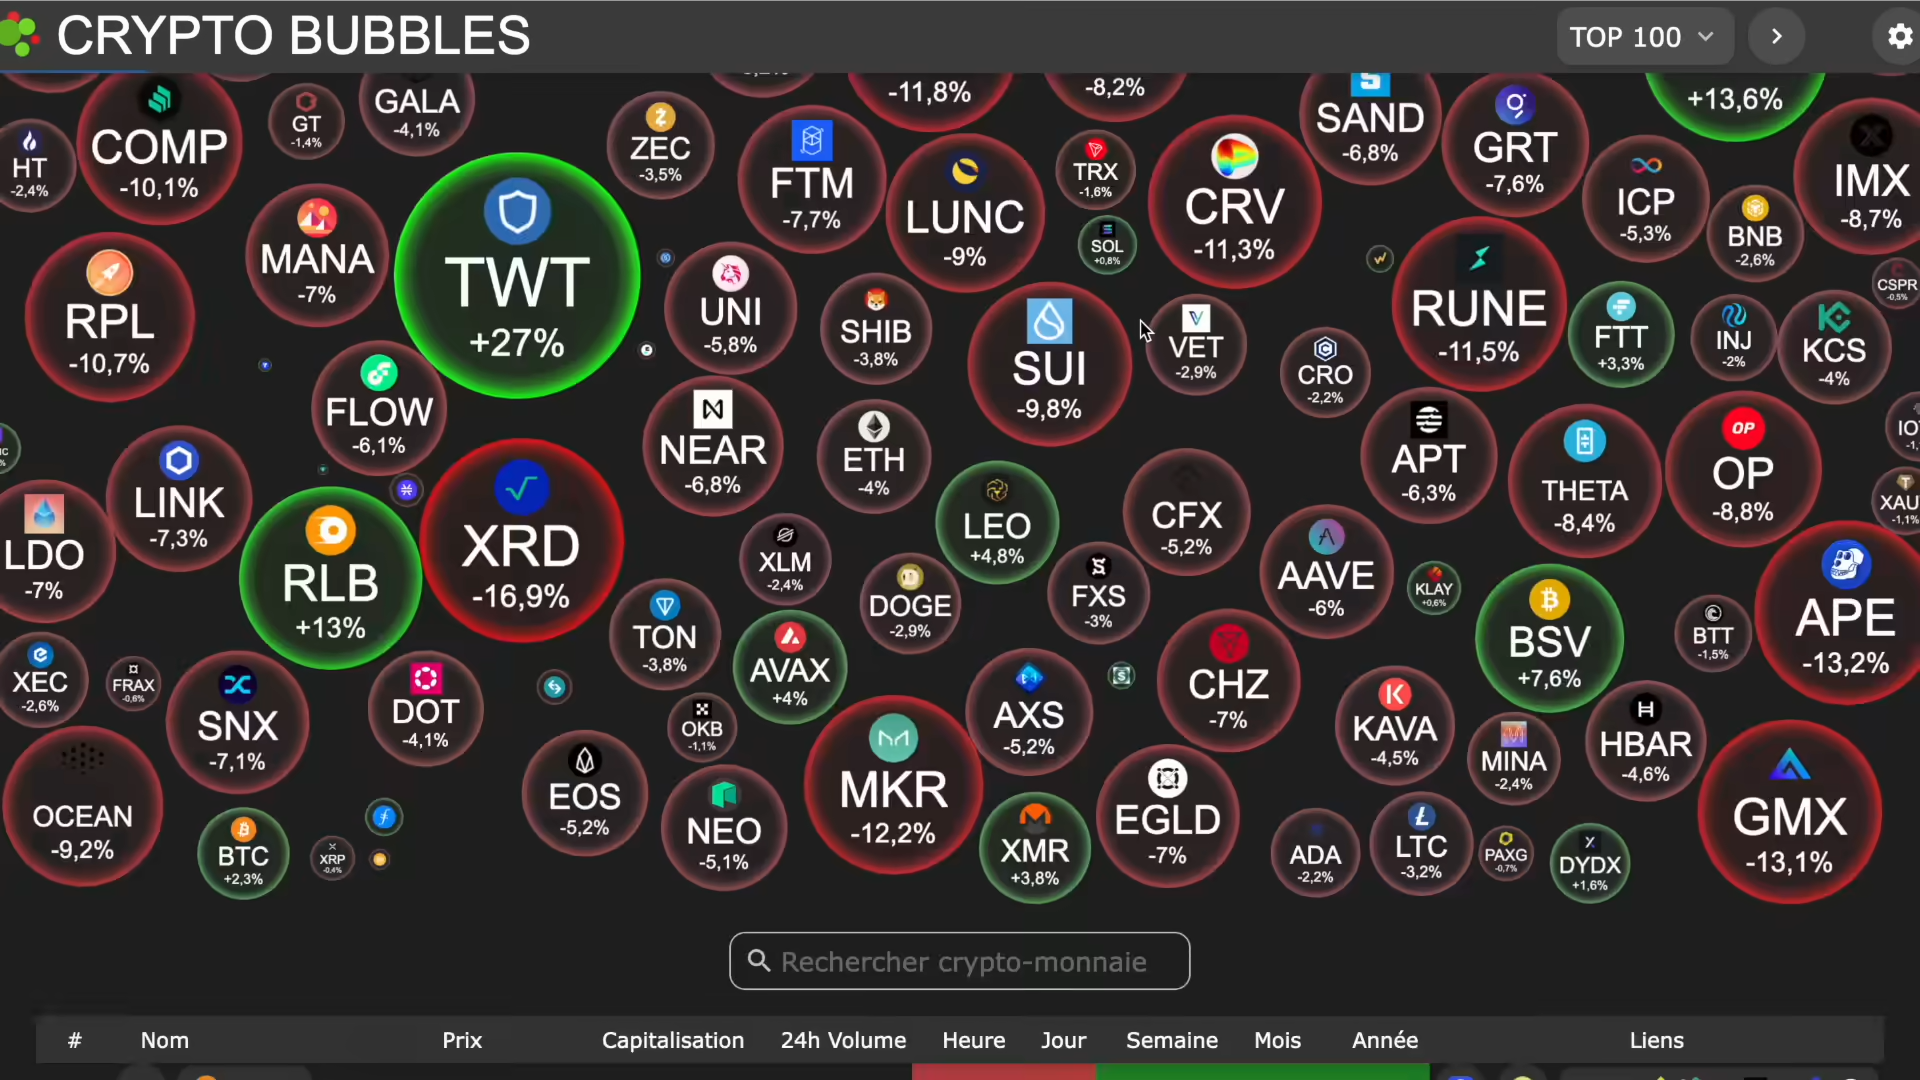 CRYPTO BUBBLES
TOP 100
COMP
-10,1%
GT
-1,4%
GALA
-4,1%
-11,8%
-8,2%
SAND
-6,8%
GRT
-7,6%
+13,6%
HT
-2,4%
ZEC
-3,5%
FTM
-7,7%
LUNC
-9%
TRX
-1,6%
CRV
-11,3%
ICP
-5,3%
BNB
-2,6%
IMX
-8,7%
MANA
-7%
TWT
+27%
SOL
+0,8%
RPL
-10,7%
UNI
-5,8%
SHIB
-3,8%
SUI
-9,8%
VET
-2,9%
CRO
-2,2%
RUNE
-11,5%
FTT
+3,3%
INJ
-2%
KCS
-4%
CSPR
-0,5%
FLOW
-6,1%
NEAR
-6,8%
ETH
-4%
APT
-6,3%
THETA
-8,4%
OP
-8,8%
LINK
-7,3%
LDO
-7%
RLB
+13%
XRD
-16,9%
LEO
+4,8%
CFX
-5,2%
XAU
-1,1%
XLM
-2,4%
DOGE
-2,9%
FXS
-3%
AAVE
-6%
KLAY
+0,6%
BSV
+7,6%
BTT
-1,5%
APE
-13,2%
TON
-3,8%
AVAX
+4%
XEC
-2,6%
FRAX
-0,6%
SNX
-7,1%
DOT
-4,1%
OKB
-1,1%
AXS
-5,2%
CHZ
-7%
KAVA
-4,5%
MINA
-2,4%
HBAR
-4,6%
OCEAN
-9,2%
BTC
+2,3%
XRP
-0,4%
EOS
-5,2%
NEO
-5,1%
MKR
-12,2%
XMR
+3,8%
EGLD
-7%
ADA
-2,2%
LTC
-3,2%
PAXG
-0,7%
DYDX
+1,6%
GMX
-13,1%
Rechercher crypto-monnaie
# Nom Prix Capitalisation 24h Volume Heure Jour Semaine Mois Année Liens